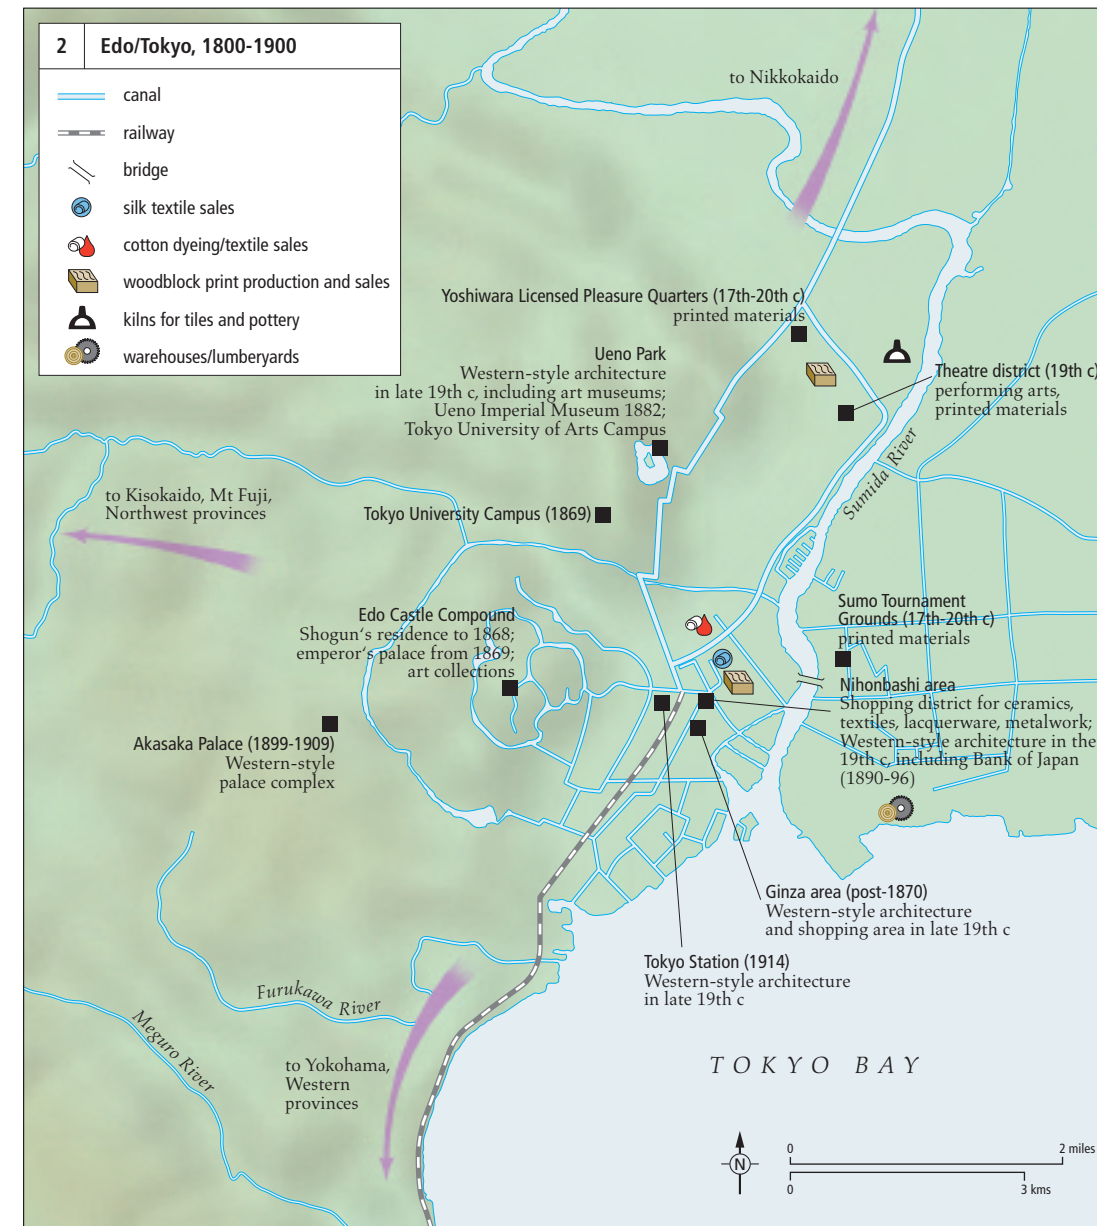 2 Edo/Tokyo, 1800-1900
canal
railway
bridge
silk textile sales
cotton dyeing/textile sales
woodblock print production and sales
kilns for tiles and pottery
warehouses/lumberyards
to Nikkokaido
Yoshiwara Licensed Pleasure Quarters (17th-20th c)
printed materials
Ueno Park
Western-style architecture
in late 19th c, including art museums;
Ueno Imperial Museum 1882;
Tokyo University of Arts Campus
Theatre district (19th c)
performing arts,
printed materials
Sumida River
to Kisokaido, Mt Fuji,
Northwest provinces
Tokyo University Campus (1869)
Edo Castle Compound
Shogun‘s residence to 1868;
emperor‘s palace from 1869;
art collections
Sumo Tournament
Grounds (17th-20th c)
printed materials
Nihonbashi area
Shopping district for ceramics,
textiles, lacquerware, metalwork;
Western-style architecture in the
19th c, including Bank of Japan
(1890-96)
Akasaka Palace (1899-1909)
Western-style
palace complex
Ginza area (post-1870)
Western-style architecture
and shopping area in late 19th c
Tokyo Station (1914)
Western-style architecture
in late 19th c
Furukawa River
Meguro River
to Yokohama,
Western
provinces
TOKYO BAY
N
0 2 miles
0 3 kms